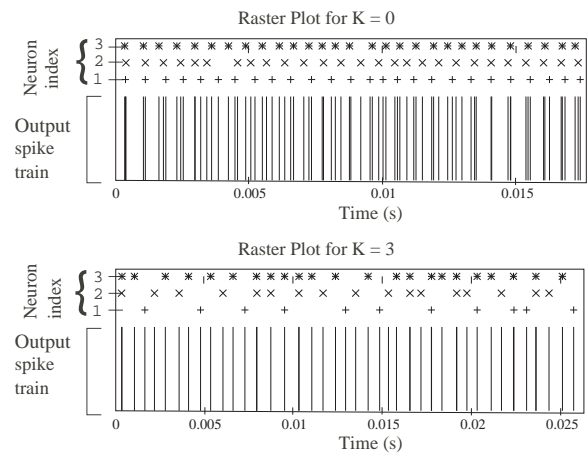 Raster Plot for K = 0
Neuron index
3
2
1
Output spike train
0 0.005 0.01 0.015
Time (s)
Raster Plot for K = 3
Neuron index
3
2
1
Output spike train
0 0.005 0.01 0.015 0.02 0.025
Time (s)